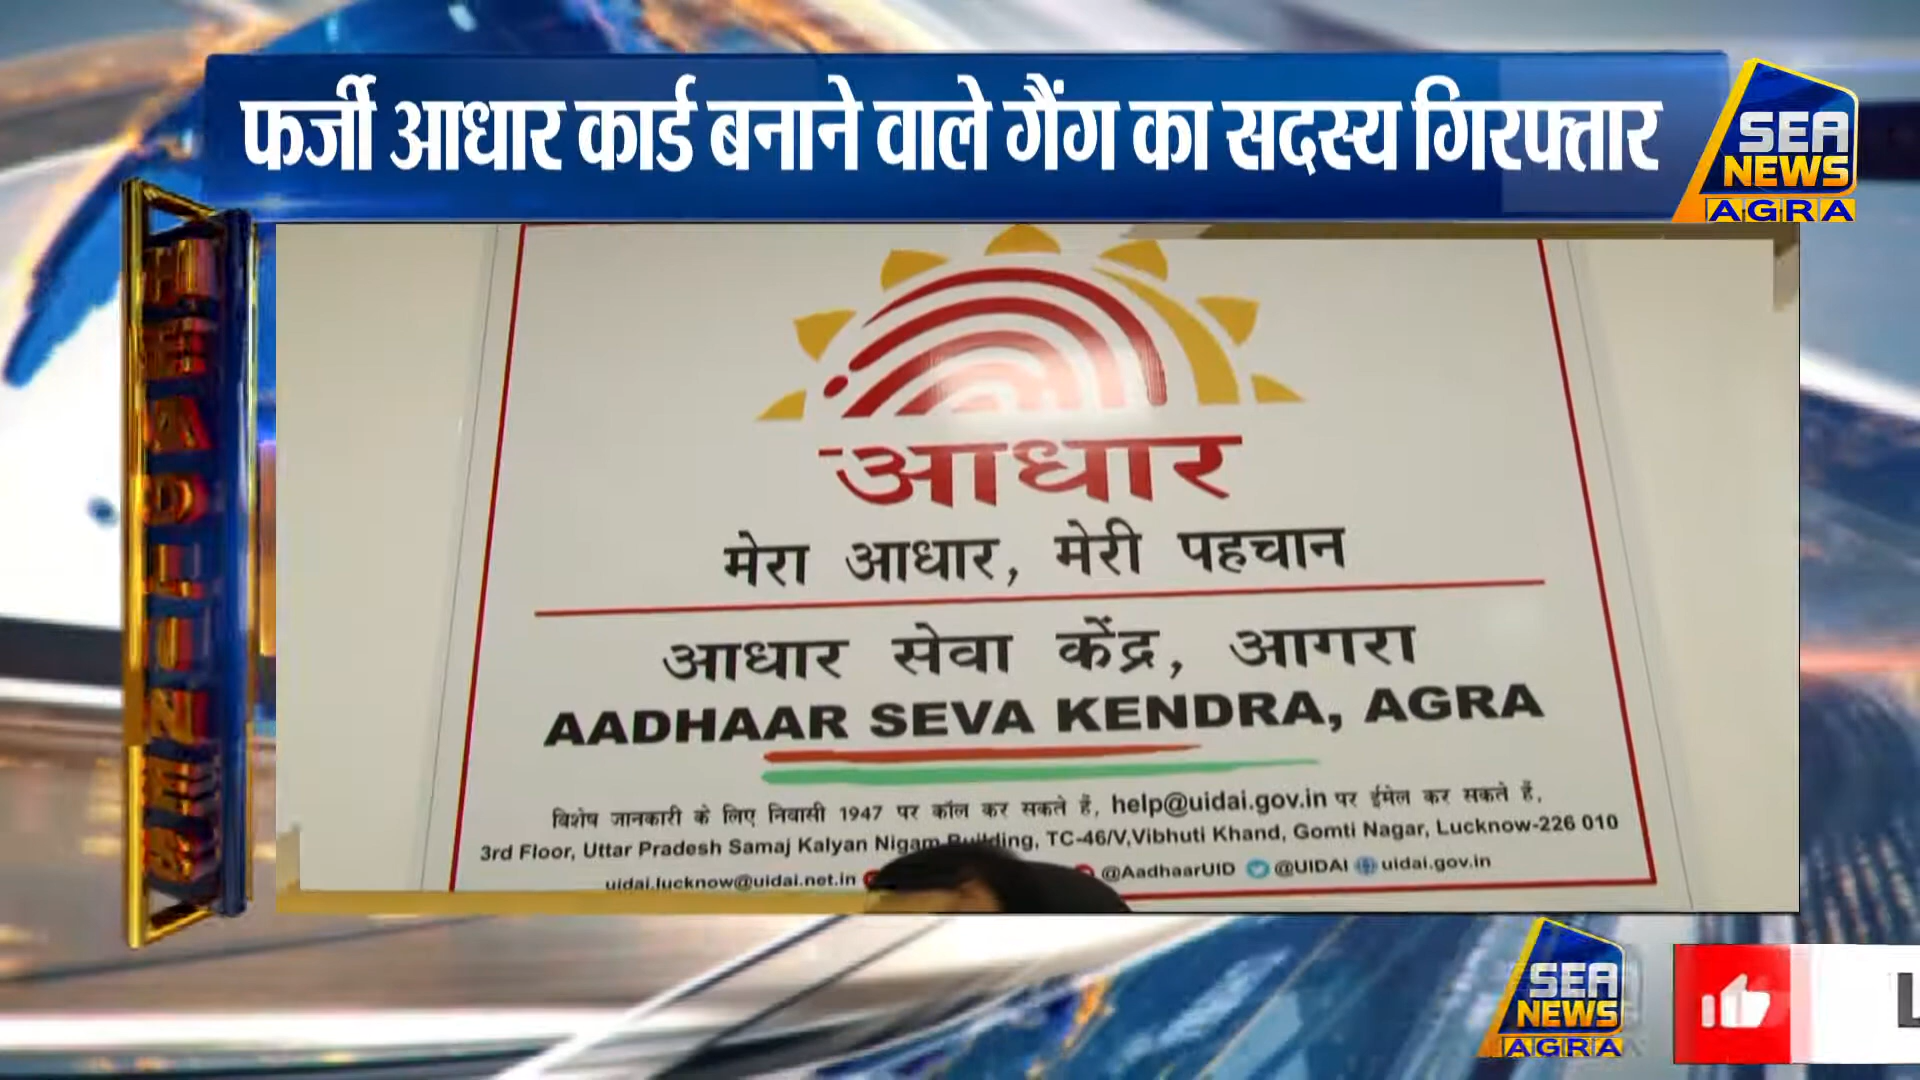 फर्जी आधार कार्ड बनाने वाले गैंग का सदस्य गिरफ्तार
SEA
NEWS
AGRA
HEADLINES
आधार
मेरा आधार, मेरी पहचान
आधार सेवा केंद्र, आगरा
AADHAAR SEVA KENDRA, AGRA
विशेष जानकारी के लिए निवासी 1947 पर कॉल कर सकते हैं, help@uidai.gov.in पर ईमेल कर सकते हैं,
3rd Floor, Uttar Pradesh Samaj Kalyan Nigam Building, TC-46/V,Vibhuti Khand, Gomti Nagar, Lucknow-226 010
uidai.lucknow@uidai.net.in @AadhaarUID @UIDAI uidai.gov.in
SEA
NEWS
AGRA
L